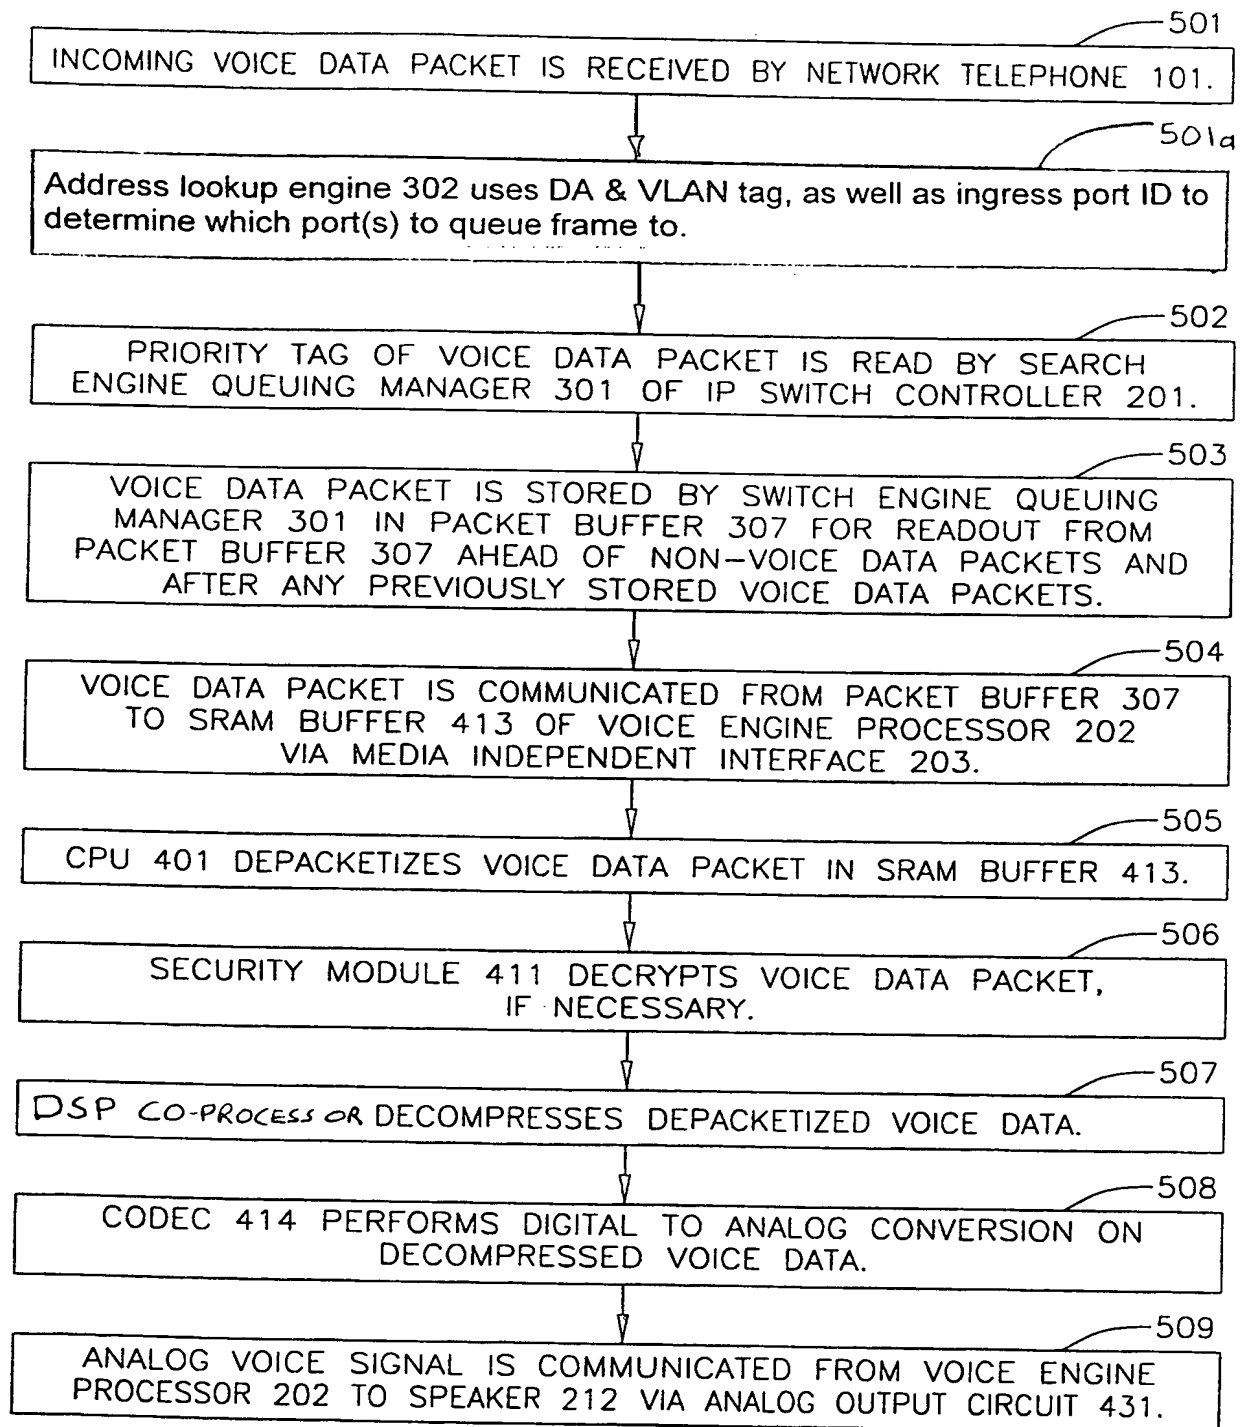 501
INCOMING VOICE DATA PACKET IS RECEIVED BY NETWORK TELEPHONE 101.
501a
Address lookup engine 302 uses DA & VLAN tag, as well as ingress port ID to
determine which port(s) to queue frame to.
502
PRIORITY TAG OF VOICE DATA PACKET IS READ BY SEARCH
ENGINE QUEUING MANAGER 301 OF IP SWITCH CONTROLLER 201.
503
VOICE DATA PACKET IS STORED BY SWITCH ENGINE QUEUING
MANAGER 301 IN PACKET BUFFER 307 FOR READOUT FROM
PACKET BUFFER 307 AHEAD OF NON-VOICE DATA PACKETS AND
AFTER ANY PREVIOUSLY STORED VOICE DATA PACKETS.
504
VOICE DATA PACKET IS COMMUNICATED FROM PACKET BUFFER 307
TO SRAM BUFFER 413 OF VOICE ENGINE PROCESSOR 202
VIA MEDIA INDEPENDENT INTERFACE 203.
505
CPU 401 DEPACKETIZES VOICE DATA PACKET IN SRAM BUFFER 413.
506
SECURITY MODULE 411 DECRYPTS VOICE DATA PACKET,
IF NECESSARY.
507
DSP CO-PROCESSOR DECOMPRESSES DEPACKETIZED VOICE DATA.
508
CODEC 414 PERFORMS DIGITAL TO ANALOG CONVERSION ON
DECOMPRESSED VOICE DATA.
509
ANALOG VOICE SIGNAL IS COMMUNICATED FROM VOICE ENGINE
PROCESSOR 202 TO SPEAKER 212 VIA ANALOG OUTPUT CIRCUIT 431.